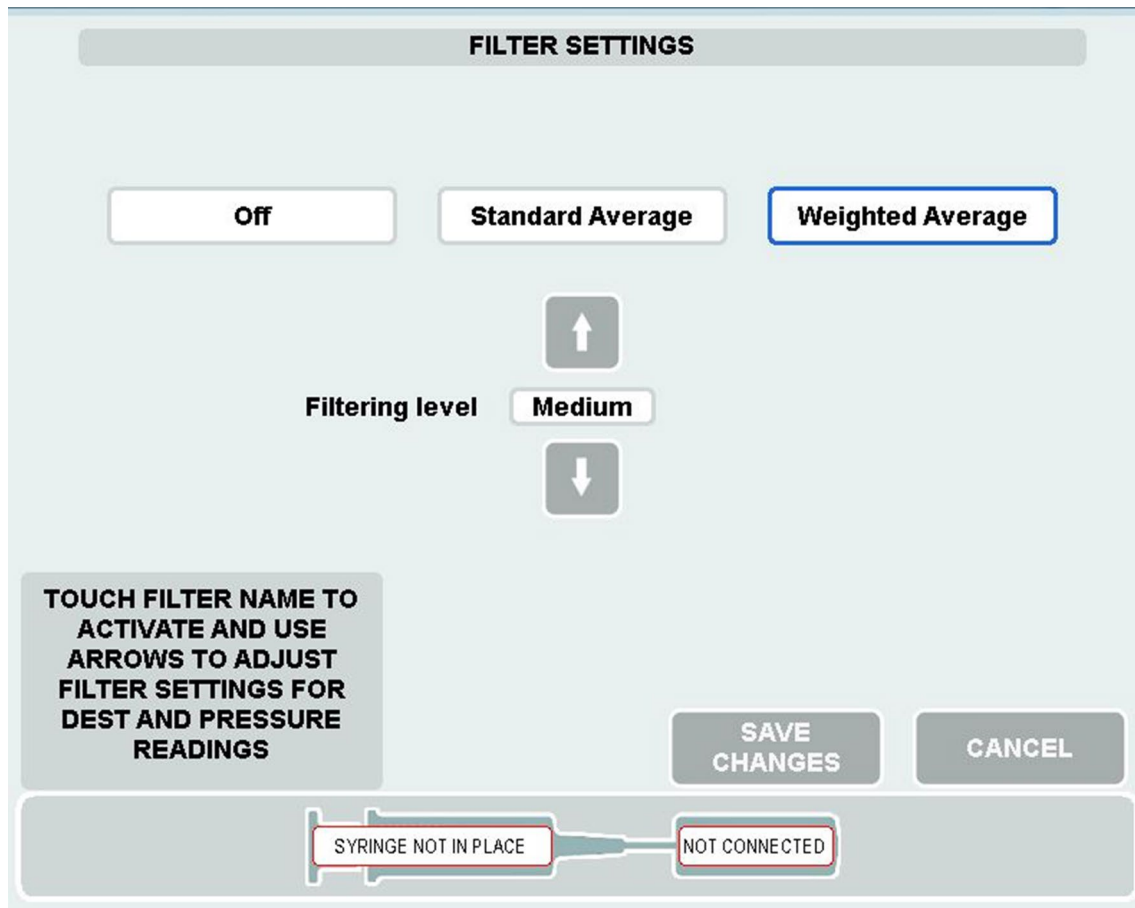 FILTER SETTINGS
Off
Standard Average
Weighted Average
Filtering level
Medium
TOUCH FILTER NAME TO
ACTIVATE AND USE
ARROWS TO ADJUST
FILTER SETTINGS FOR
DEST AND PRESSURE
READINGS
SAVE
CHANGES
CANCEL
SYRINGE NOT IN PLACE
NOT CONNECTED